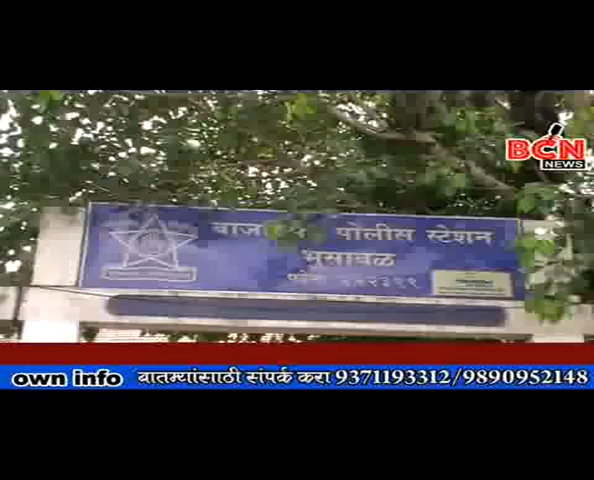 BCN
NEWS
पोलीस स्टेशन
भुसावळ
own info बातम्यांसाठी संपर्क करा 9371193312/9890952148